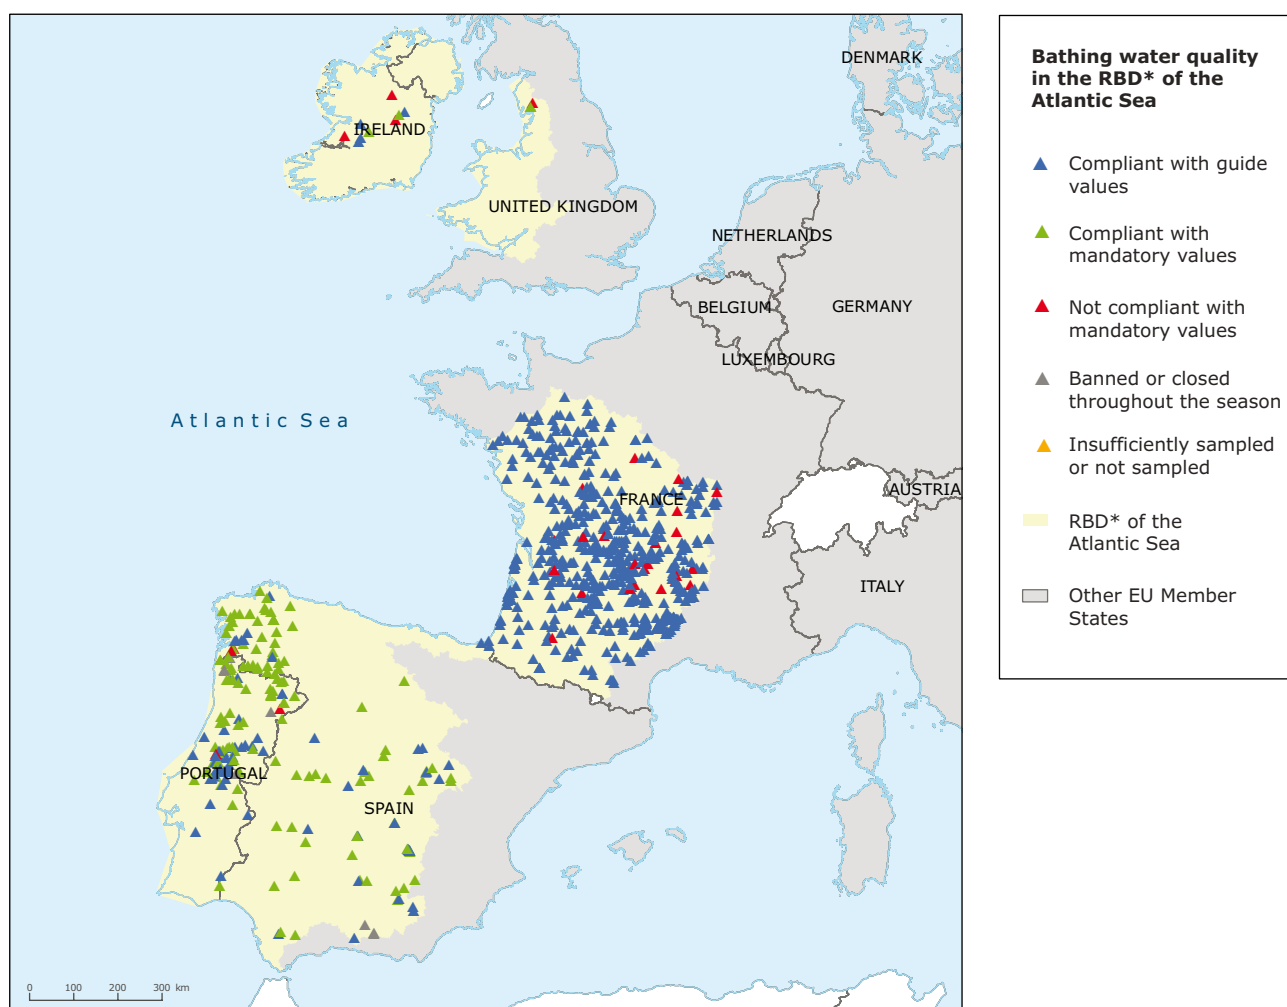 DENMARK
IRELAND
UNITED KINGDOM
NETHERLANDS
BELGIUM
GERMANY
LUXEMBOURG
Atlantic Sea
FRANCE
AUSTRIA
ITALY
PORTUGAL
SPAIN
0 100 200 300 km
Bathing water quality
in the RBD* of the
Atlantic Sea
Compliant with guide
values
Compliant with
mandatory values
Not compliant with
mandatory values
Banned or closed
throughout the season
Insufficiently sampled
or not sampled
RBD* of the
Atlantic Sea
Other EU Member
States